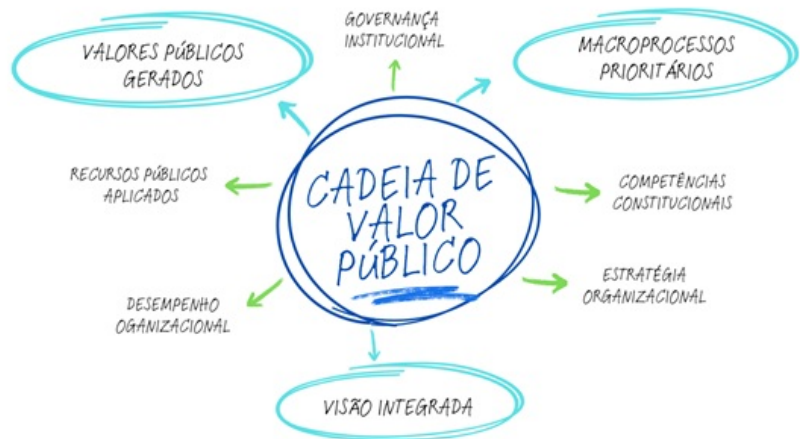 GOVERNANÇA
INSTITUCIONAL
VALORES PÚBLICOS
GERADOS
MACROPROCESSOS
PRIORITÁRIOS
RECURSOS PÚBLICOS
APLICADOS
CADEIA DE
VALOR
PÚBLICO
COMPETÊNCIAS
CONSTITUCIONAIS
DESEMPENHO
OGANIZACIONAL
ESTRATÉGIA
ORGANIZACIONAL
VISÃO INTEGRADA